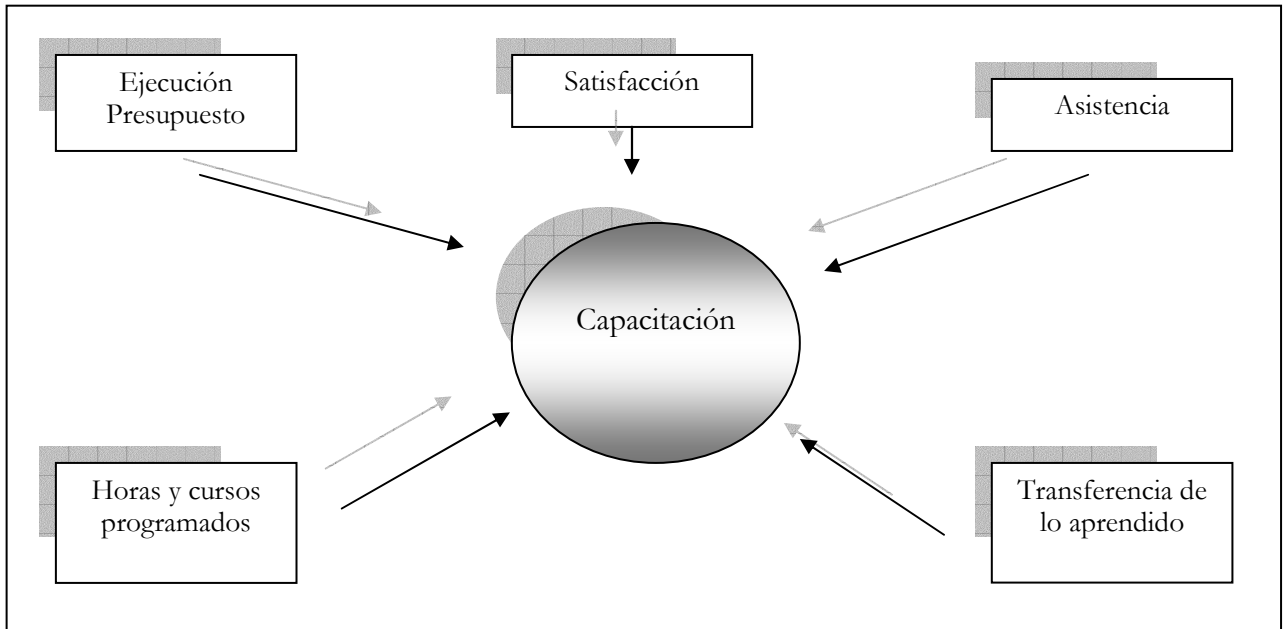 Ejecución
Presupuesto
Satisfacción
Asistencia
Capacitación
Horas y cursos
programados
Transferencia de
lo aprendido